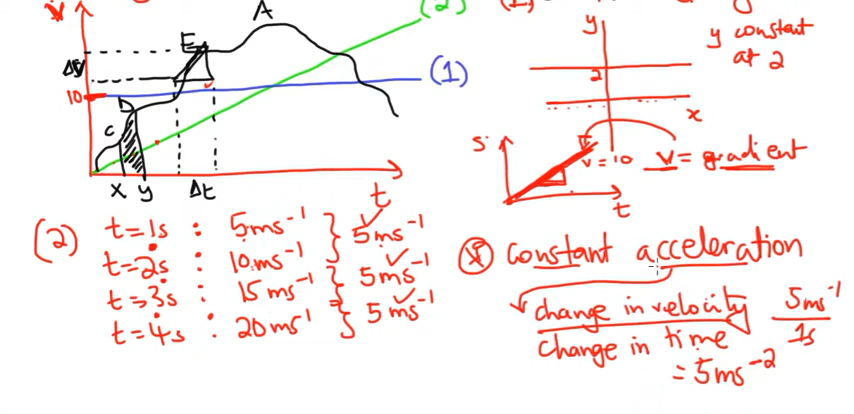 v
A
(2)
E
Δv
(1)
10
D
C
x y Δt t
y
y constant
at 2
2
x
s
v = 10 v = gradient
t
(2) t=1s : 5ms⁻¹ } 5ms⁻¹ ✓
t=2s : 10ms⁻¹
t=3s : 15ms⁻¹ } 5ms⁻¹ ✓
t=4s : 20ms⁻¹ } 5ms⁻¹ ✓
constant acceleration
change in velocity 5ms⁻¹
change in time 1s
= 5ms⁻²